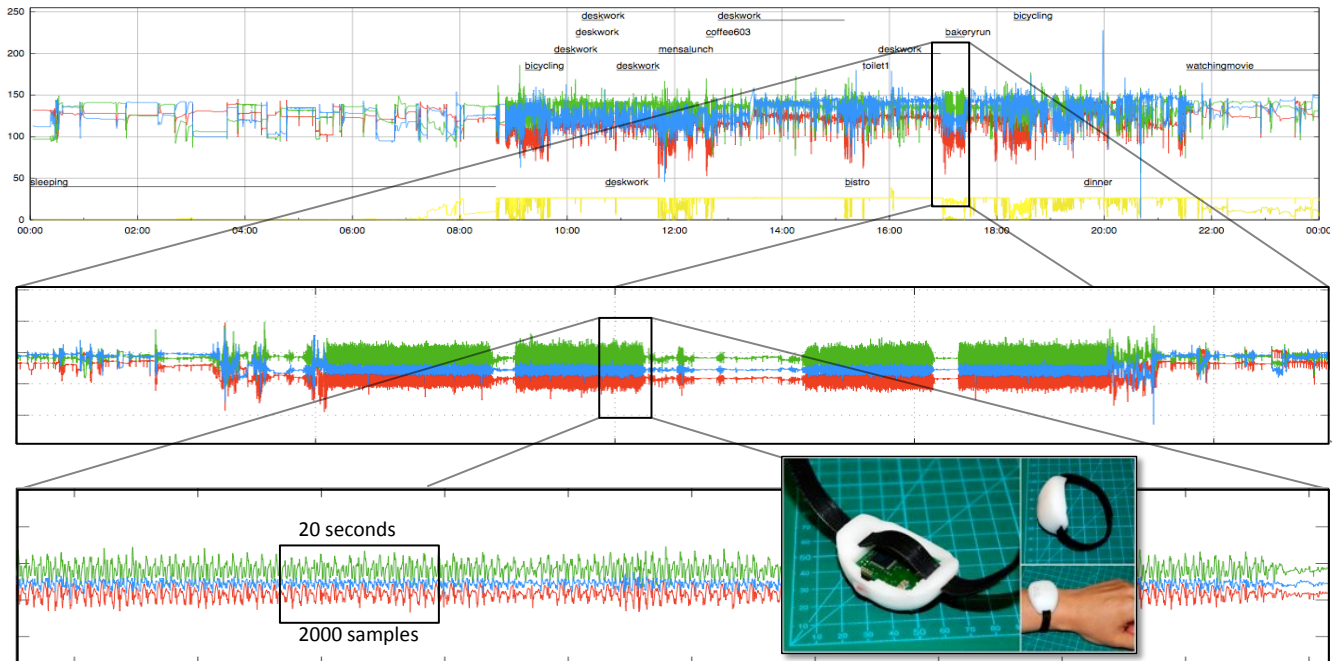 250
deskwork
deskwork
bicycling
deskwork
coffee603
bakeryrun
200
deskwork
mensalunch
deskwork
bicycling
deskwork
toilet1
watchingmovie
150
100
50
sleeping
deskwork
bistro
dinner
0
00:00
02:00
04:00
06:00
08:00
10:00
12:00
14:00
16:00
18:00
20:00
22:00
00:00
20 seconds
2000 samples